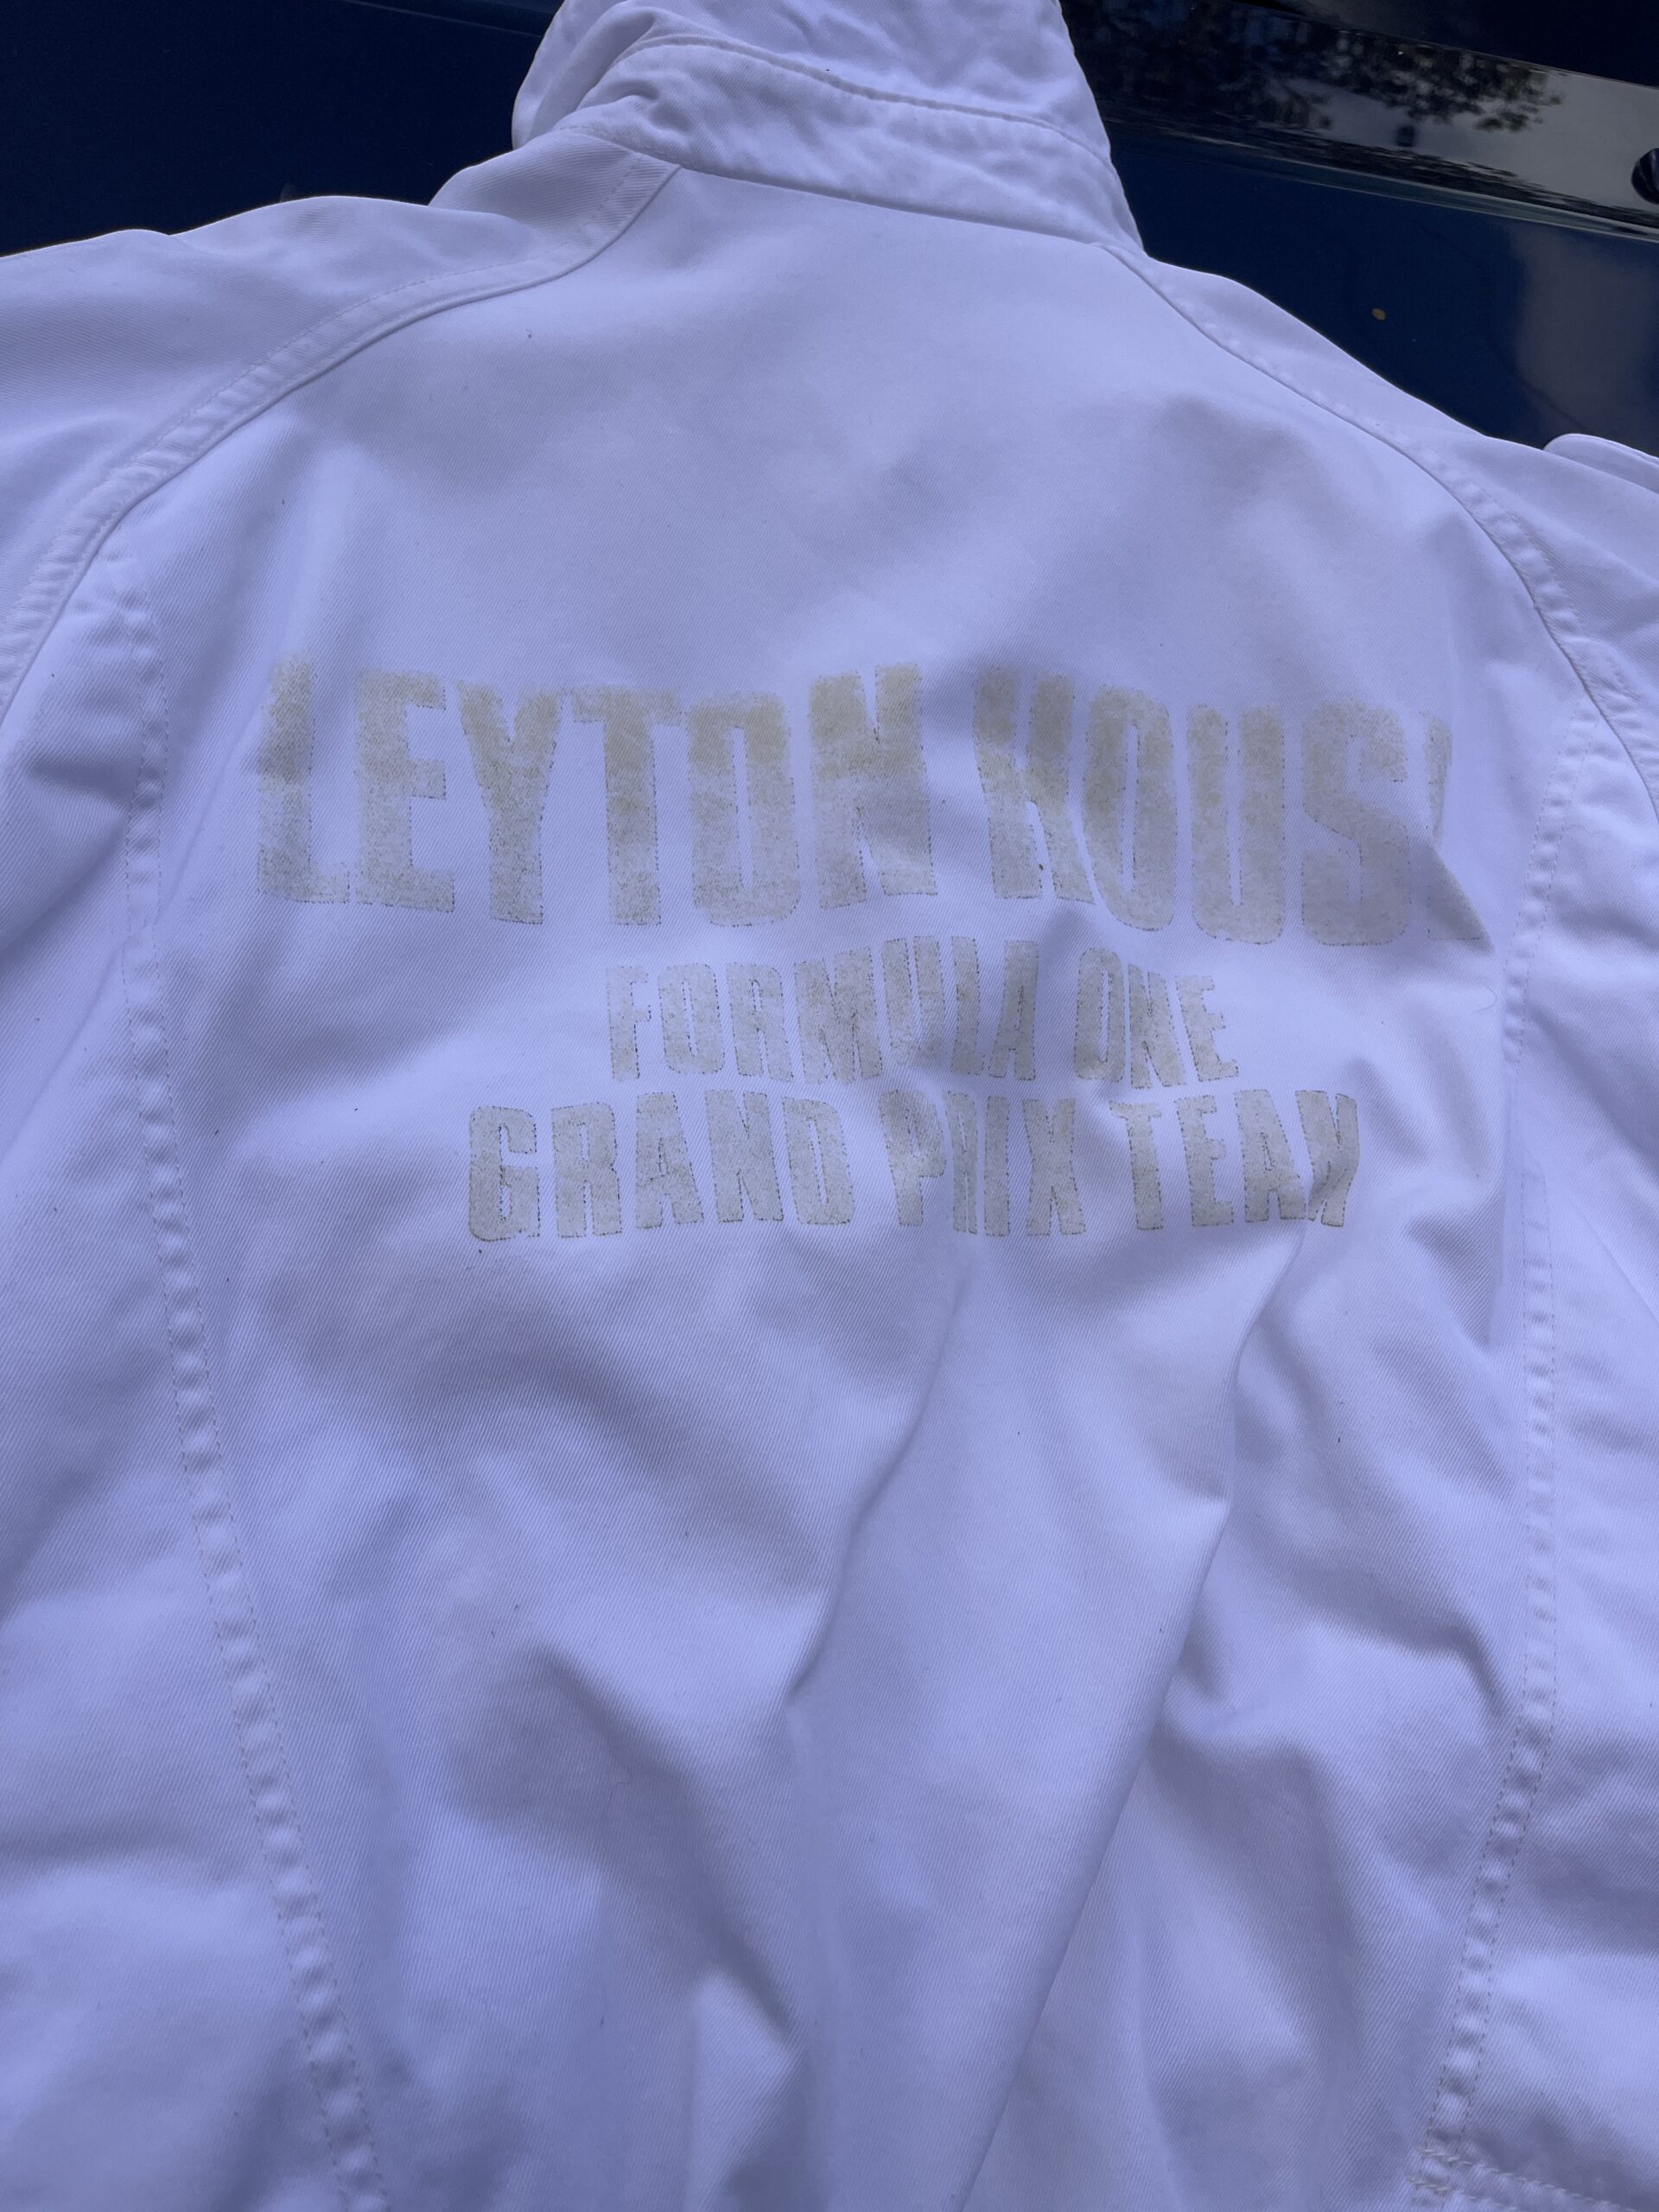 LEYTON HOUSE
FORMULA ONE
GRAND PRIX TEAM